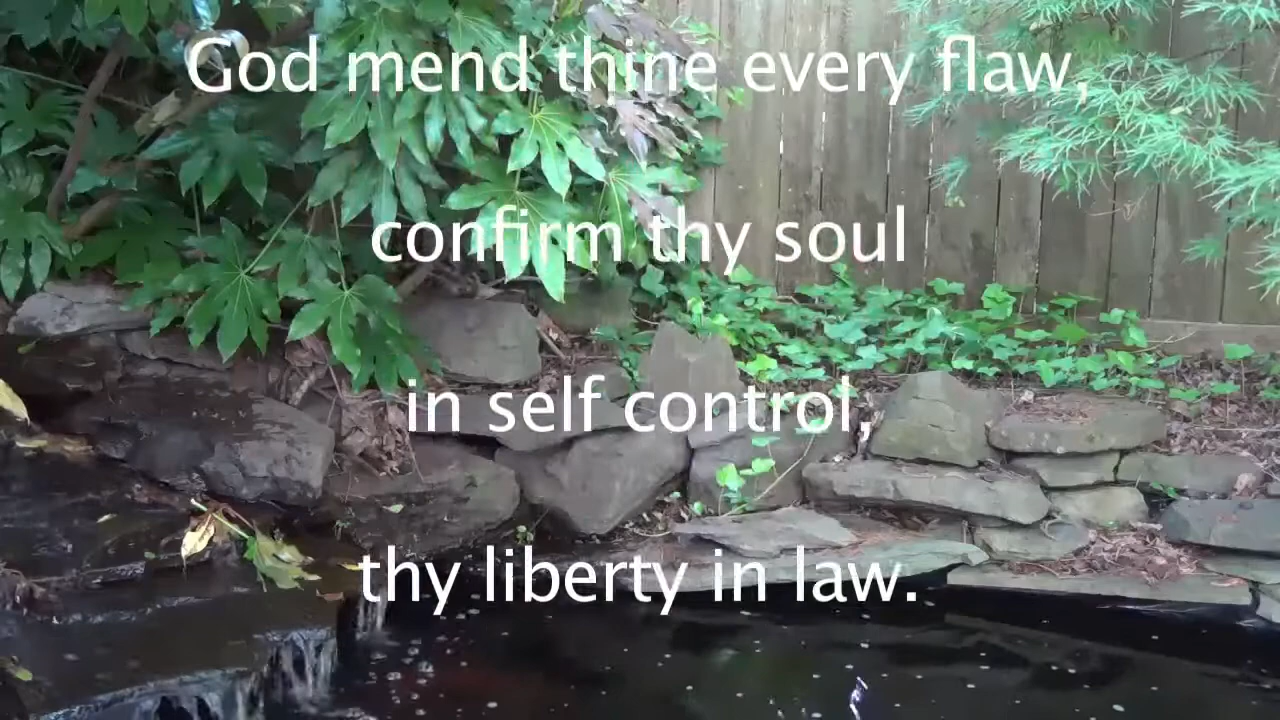 God mend thine every flaw,
confirm thy soul
in self control,
thy liberty in law.